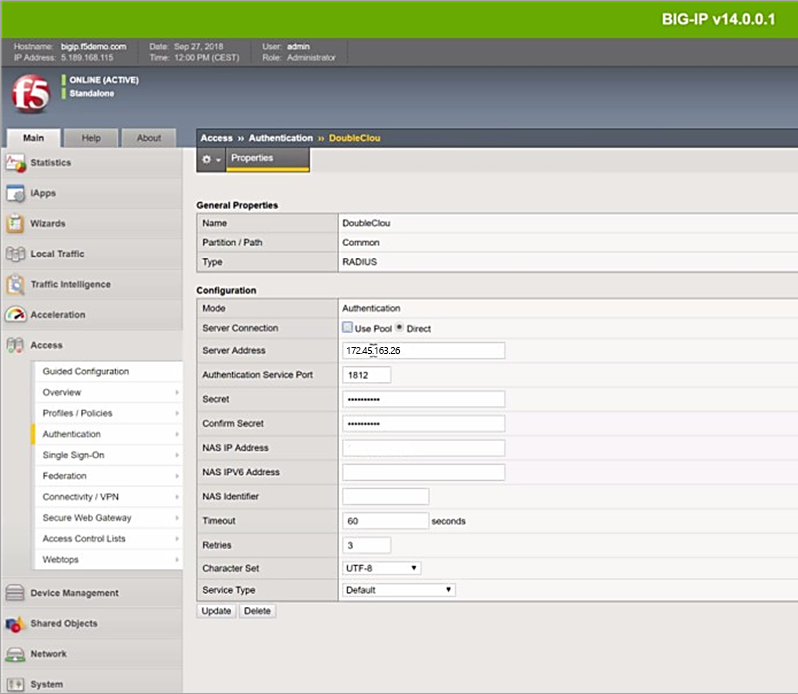 BIG-IP v14.0.0.1
Hostname: bigip.f5demo.com Date: Sep 27, 2018 User: admin
IP Address: 5.189.168.115 Time: 12:00 PM (CEST) Role: Administrator
f5
ONLINE (ACTIVE)
Standalone
Main Help About
Access » Authentication » DoubleClou
Properties
Statistics
iApps
Wizards
Local Traffic
Traffic Intelligence
Acceleration
Access
Guided Configuration
Overview
Profiles / Policies
Authentication
Single Sign-On
Federation
Connectivity / VPN
Secure Web Gateway
Access Control Lists
Webtops
Device Management
Shared Objects
Network
System
General Properties
Name DoubleClou
Partition / Path Common
Type RADIUS
Configuration
Mode Authentication
Server Connection Use Pool Direct
Server Address 172.45.163.26
Authentication Service Port 1812
Secret ••••••••••
Confirm Secret ••••••••••
NAS IP Address
NAS IPV6 Address
NAS Identifier
Timeout 60 seconds
Retries 3
Character Set UTF-8
Service Type Default
Update Delete